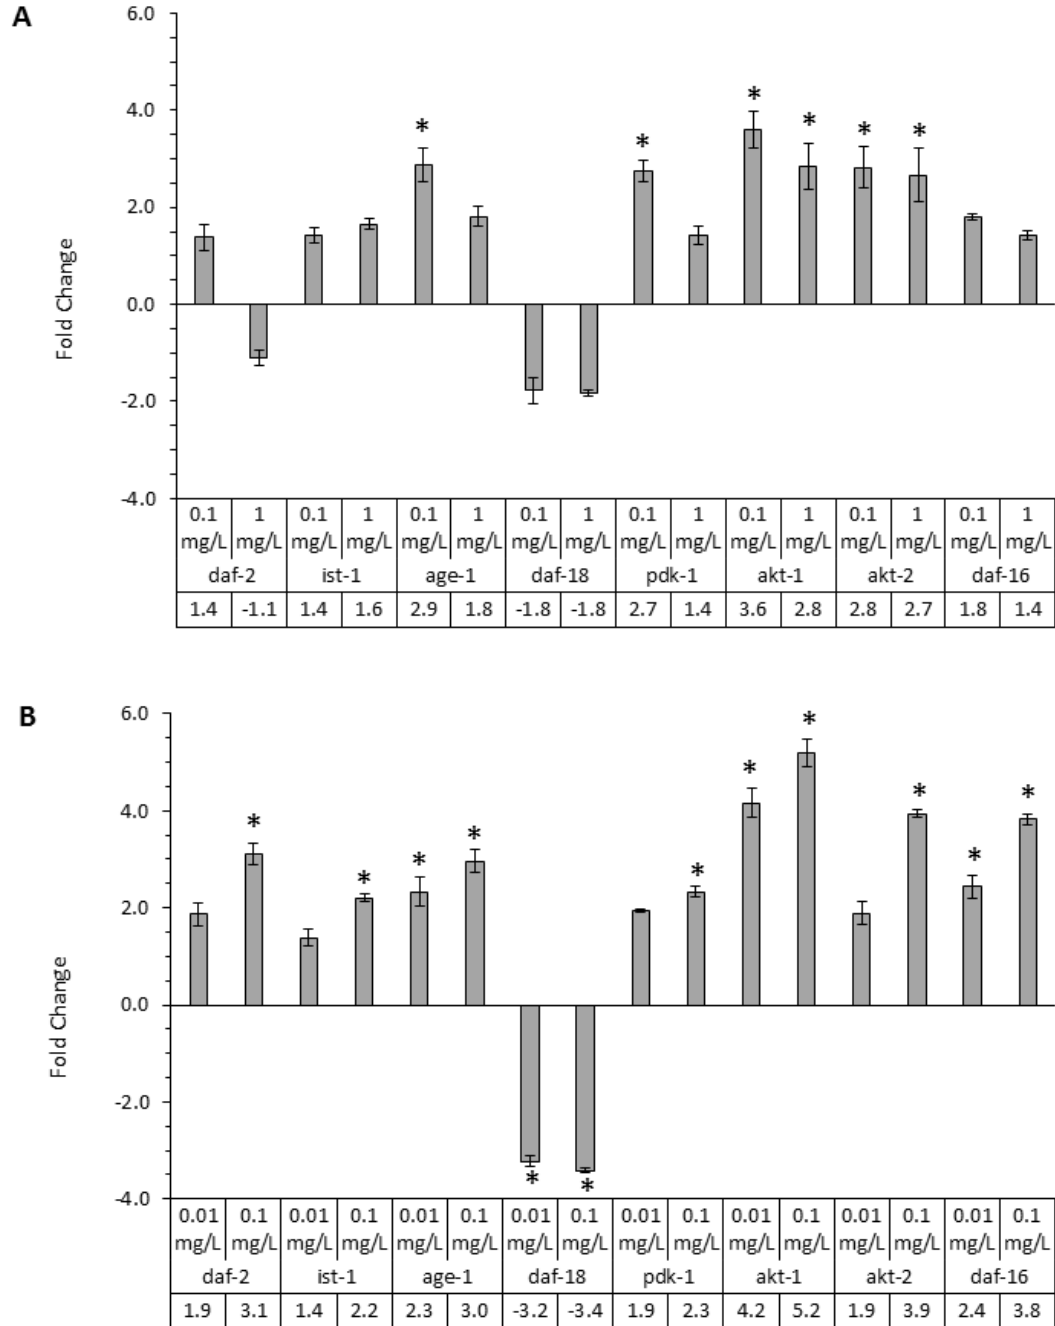 A
6.0
4.0
2.0
0.0
-2.0
-4.0
Fold Change
* * * * * *
0.1 1 0.1 1 0.1 1 0.1 1 0.1 1 0.1 1 0.1 1 0.1 1
mg/L mg/L mg/L mg/L mg/L mg/L mg/L mg/L mg/L mg/L mg/L mg/L mg/L mg/L mg/L mg/L
daf-2 ist-1 age-1 daf-18 pdk-1 akt-1 akt-2 daf-16
1.4 -1.1 1.4 1.6 2.9 1.8 -1.8 -1.8 2.7 1.4 3.6 2.8 2.8 2.7 1.8 1.4
B
6.0
4.0
2.0
0.0
-2.0
-4.0
Fold Change
* * * * * * * * * * * *
0.01 0.1 0.01 0.1 0.01 0.1 0.01 0.1 0.01 0.1 0.01 0.1 0.01 0.1 0.01 0.1
mg/L mg/L mg/L mg/L mg/L mg/L mg/L mg/L mg/L mg/L mg/L mg/L mg/L mg/L mg/L mg/L
daf-2 ist-1 age-1 daf-18 pdk-1 akt-1 akt-2 daf-16
1.9 3.1 1.4 2.2 2.3 3.0 -3.2 -3.4 1.9 2.3 4.2 5.2 1.9 3.9 2.4 3.8